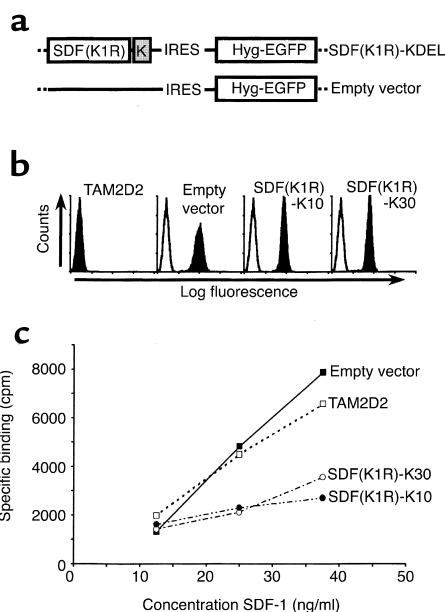 a
SDF(K1R) K IRES Hyg-EGFP SDF(K1R)-KDEL
IRES Hyg-EGFP Empty vector
b
TAM2D2
Empty
vector
SDF(K1R)
-K10
SDF(K1R)
-K30
Counts
Log fluorescence
c
Specific binding (cpm)
8000
6000
4000
2000
0
Empty vector
TAM2D2
SDF(K1R)-K30
SDF(K1R)-K10
0 10 20 30 40 50
Concentration SDF-1 (ng/ml)